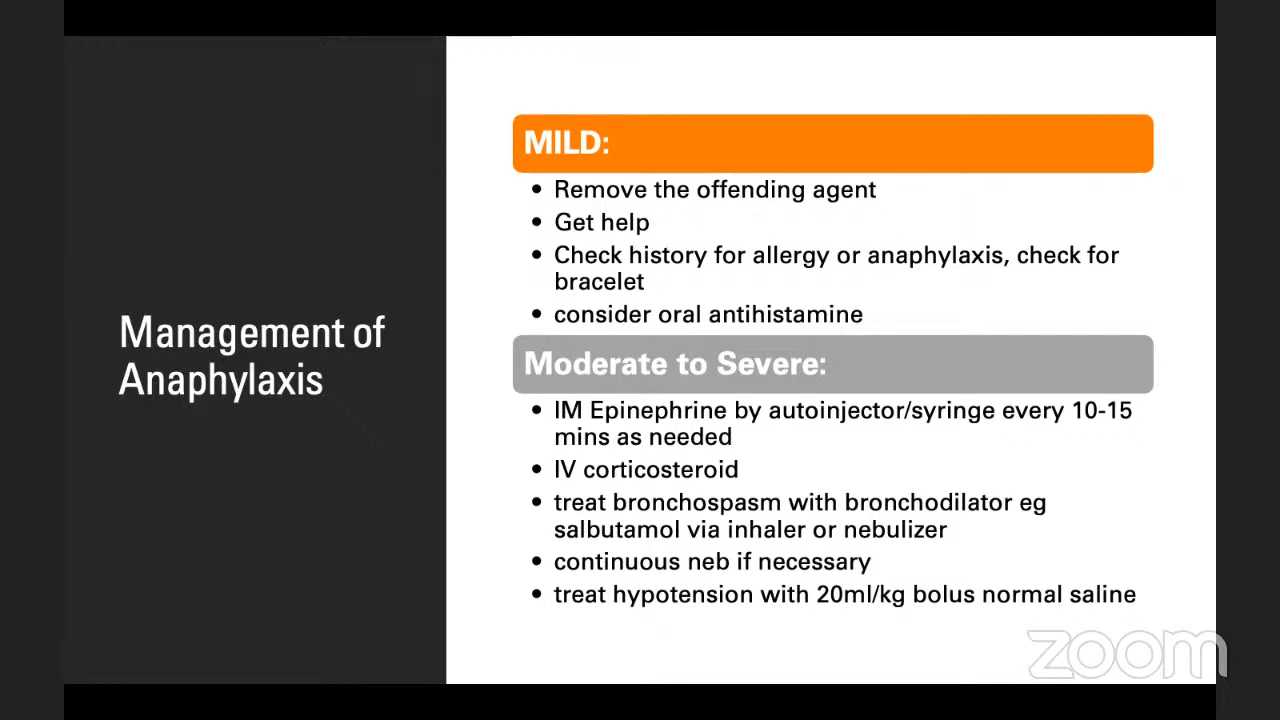 Management of
Anaphylaxis
MILD:
• Remove the offending agent
• Get help
• Check history for allergy or anaphylaxis, check for
bracelet
• consider oral antihistamine
Moderate to Severe:
• IM Epinephrine by autoinjector/syringe every 10-15
mins as needed
• IV corticosteroid
• treat bronchospasm with bronchodilator eg
salbutamol via inhaler or nebulizer
• continuous neb if necessary
• treat hypotension with 20ml/kg bolus normal saline
zoom